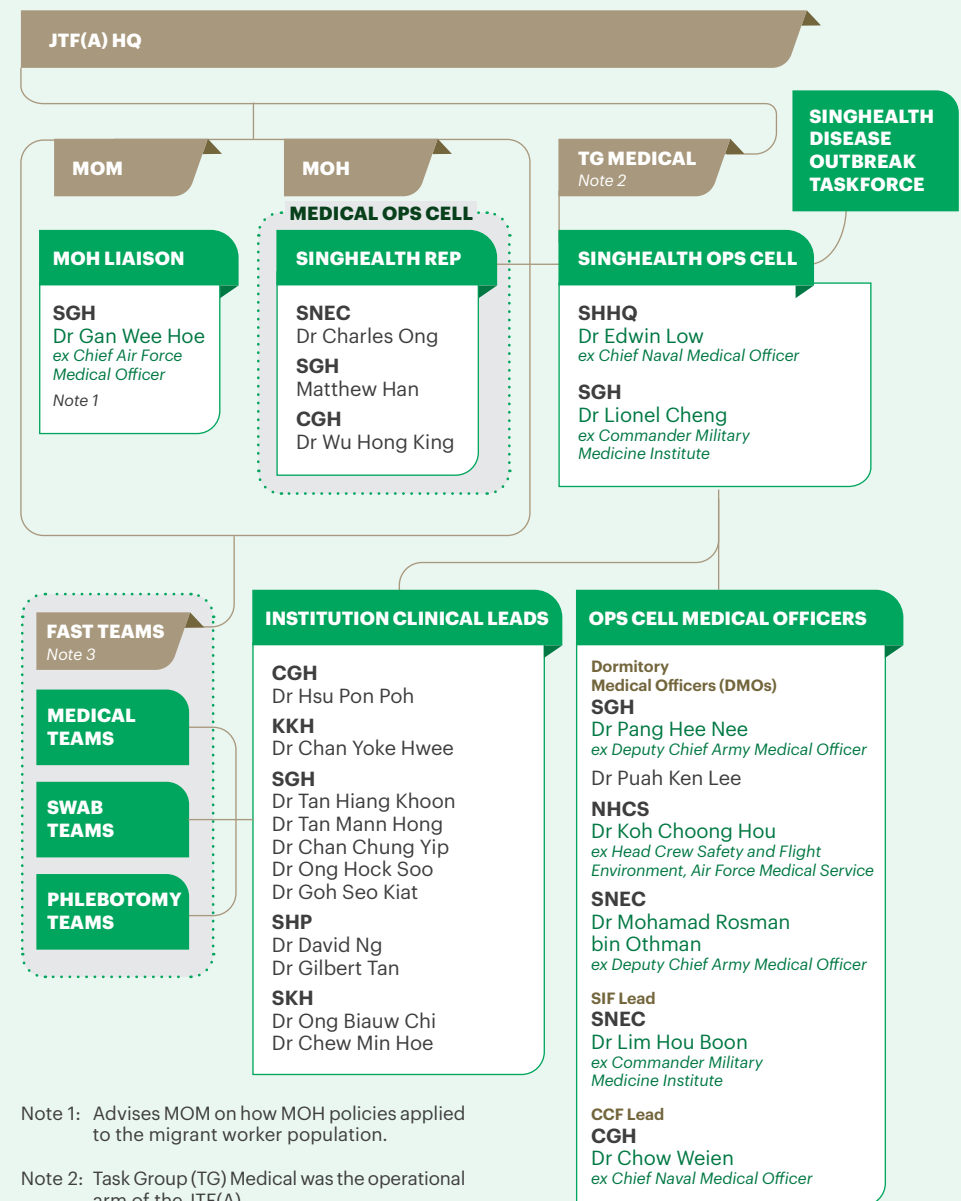 JTF(A) HQ
MOM
MOH
TG MEDICAL
Note 2
SINGHEALTH
DISEASE
OUTBREAK
TASKFORCE
MEDICAL OPS CELL
MOH LIAISON
SGH
Dr Gan Wee Hoe
ex Chief Air Force
Medical Officer
Note 1
SINGHEALTH REP
SNEC
Dr Charles Ong
SGH
Matthew Han
CGH
Dr Wu Hong King
SINGHEALTH OPS CELL
SHHQ
Dr Edwin Low
ex Chief Naval Medical Officer
SGH
Dr Lionel Cheng
ex Commander Military
Medicine Institute
FAST TEAMS
Note 3
MEDICAL
TEAMS
SWAB
TEAMS
PHLEBOTOMY
TEAMS
INSTITUTION CLINICAL LEADS
CGH
Dr Hsu Pon Poh
KKH
Dr Chan Yoke Hwee
SGH
Dr Tan Hiang Khoon
Dr Tan Mann Hong
Dr Chan Chung Yip
Dr Ong Hock Soo
Dr Goh Seo Kiat
SHP
Dr David Ng
Dr Gilbert Tan
SKH
Dr Ong Biauw Chi
Dr Chew Min Hoe
OPS CELL MEDICAL OFFICERS
Dormitory
Medical Officers (DMOs)
SGH
Dr Pang Hee Nee
ex Deputy Chief Army Medical Officer
Dr Puah Ken Lee
NHCS
Dr Koh Choong Hou
ex Head Crew Safety and Flight
Environment, Air Force Medical Service
SNEC
Dr Mohamad Rosman
bin Othman
ex Deputy Chief Army Medical Officer
SIF Lead
SNEC
Dr Lim Hou Boon
ex Commander Military
Medicine Institute
CCF Lead
CGH
Dr Chow Weien
ex Chief Naval Medical Officer
Note 1: Advises MOM on how MOH policies applied
to the migrant worker population.
Note 2: Task Group (TG) Medical was the operational
arm of the JTF(A)